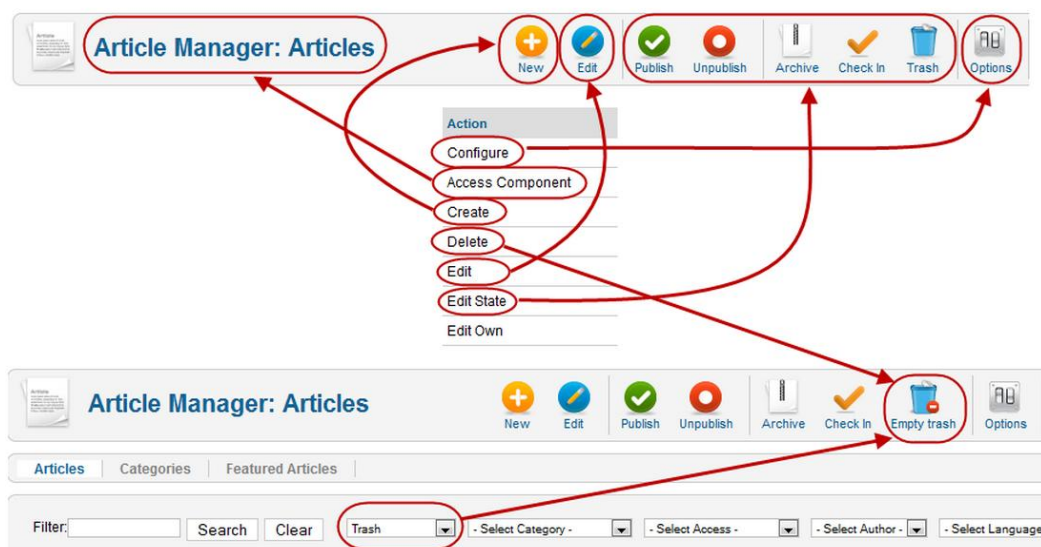 Article Manager: Articles
New Edit Publish Unpublish Archive Check In Trash Options
Action
Configure
Access Component
Create
Delete
Edit
Edit State
Edit Own
Article Manager: Articles
New Edit Publish Unpublish Archive Check In Empty trash Options
Articles Categories Featured Articles
Filter: Search Clear Trash - Select Category - - Select Access - - Select Author - - Select Language